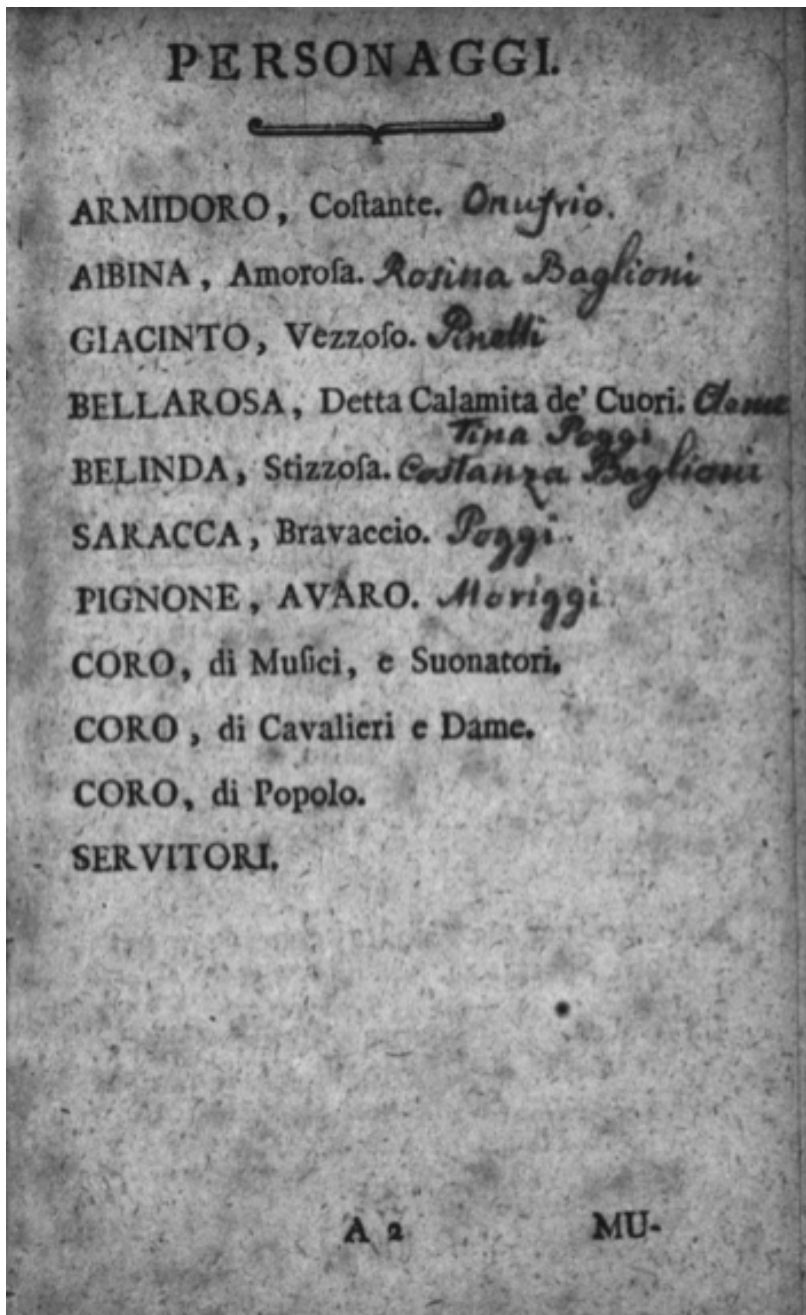 PERSONAGGI.
ARMIDORO, Coſtante. Onufrio.
AlBINA, Amoroſa. Rosina Baglioni
GIACINTO, Vezzoſo. Pinetti
BELLAROSA, Detta Calamita de' Cuori. Clemen
tina Poggi
BELINDA, Stizzoſa. Costanza Baglioni
SARACCA, Bravaccio. Poggi.
PIGNONE, AVARO. Moriggi
CORO, di Muſici, e Suonatori.
CORO, di Cavalieri e Dame.
CORO, di Popolo.
SERVITORI.
A 2 MU-